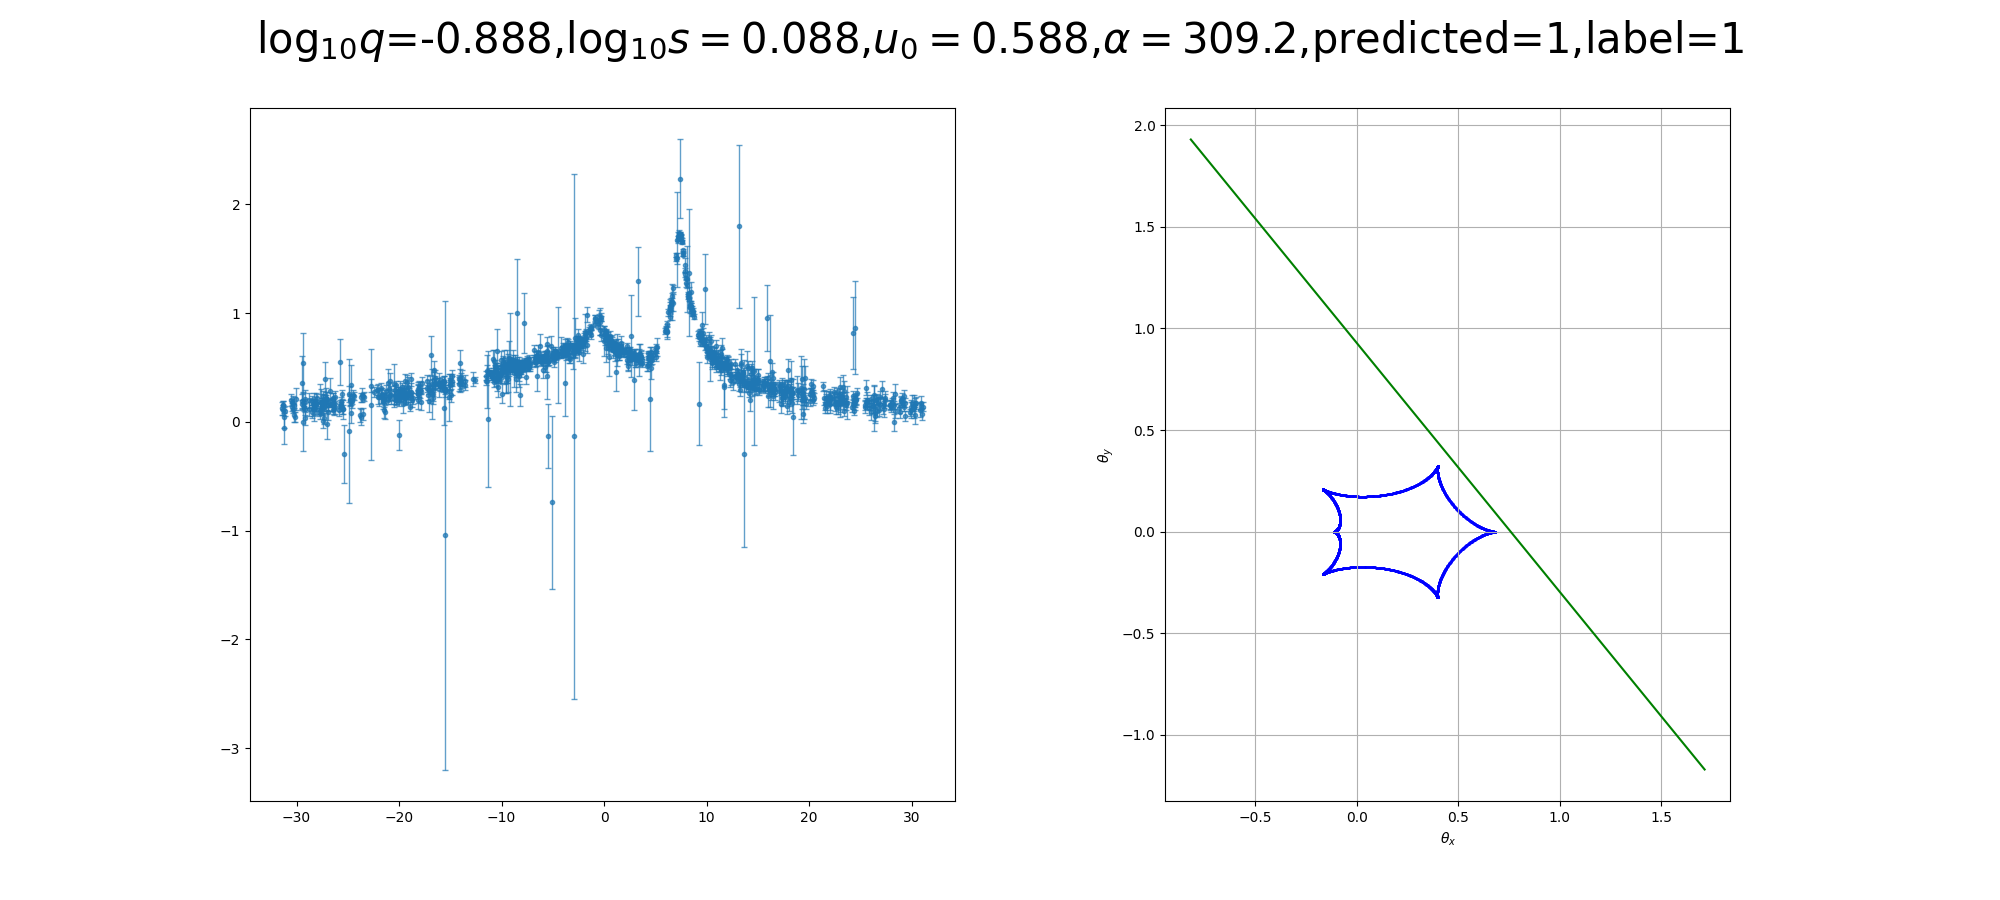 log₁₀q=-0.888,log₁₀s = 0.088,u₀ = 0.588,α = 309.2,predicted=1,label=1
2
1
0
−1
−2
−3
−30 −20 −10 0 10 20 30
2.0
1.5
1.0
0.5
0.0
−0.5
−1.0
θy
−0.5 0.0 0.5 1.0 1.5
θx